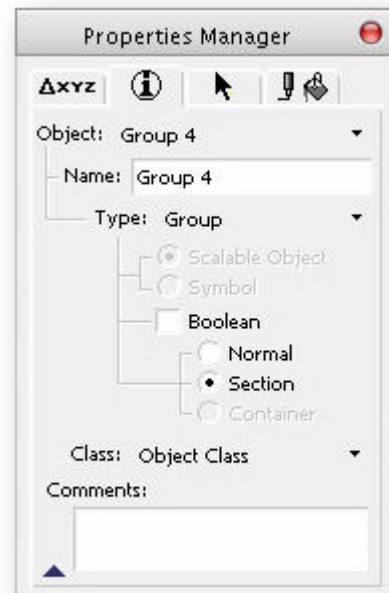 Properties Manager
ΔXYZ
Object: Group 4
Name: Group 4
Type: Group
Scalable Object
Symbol
Boolean
Normal
Section
Container
Class: Object Class
Comments: